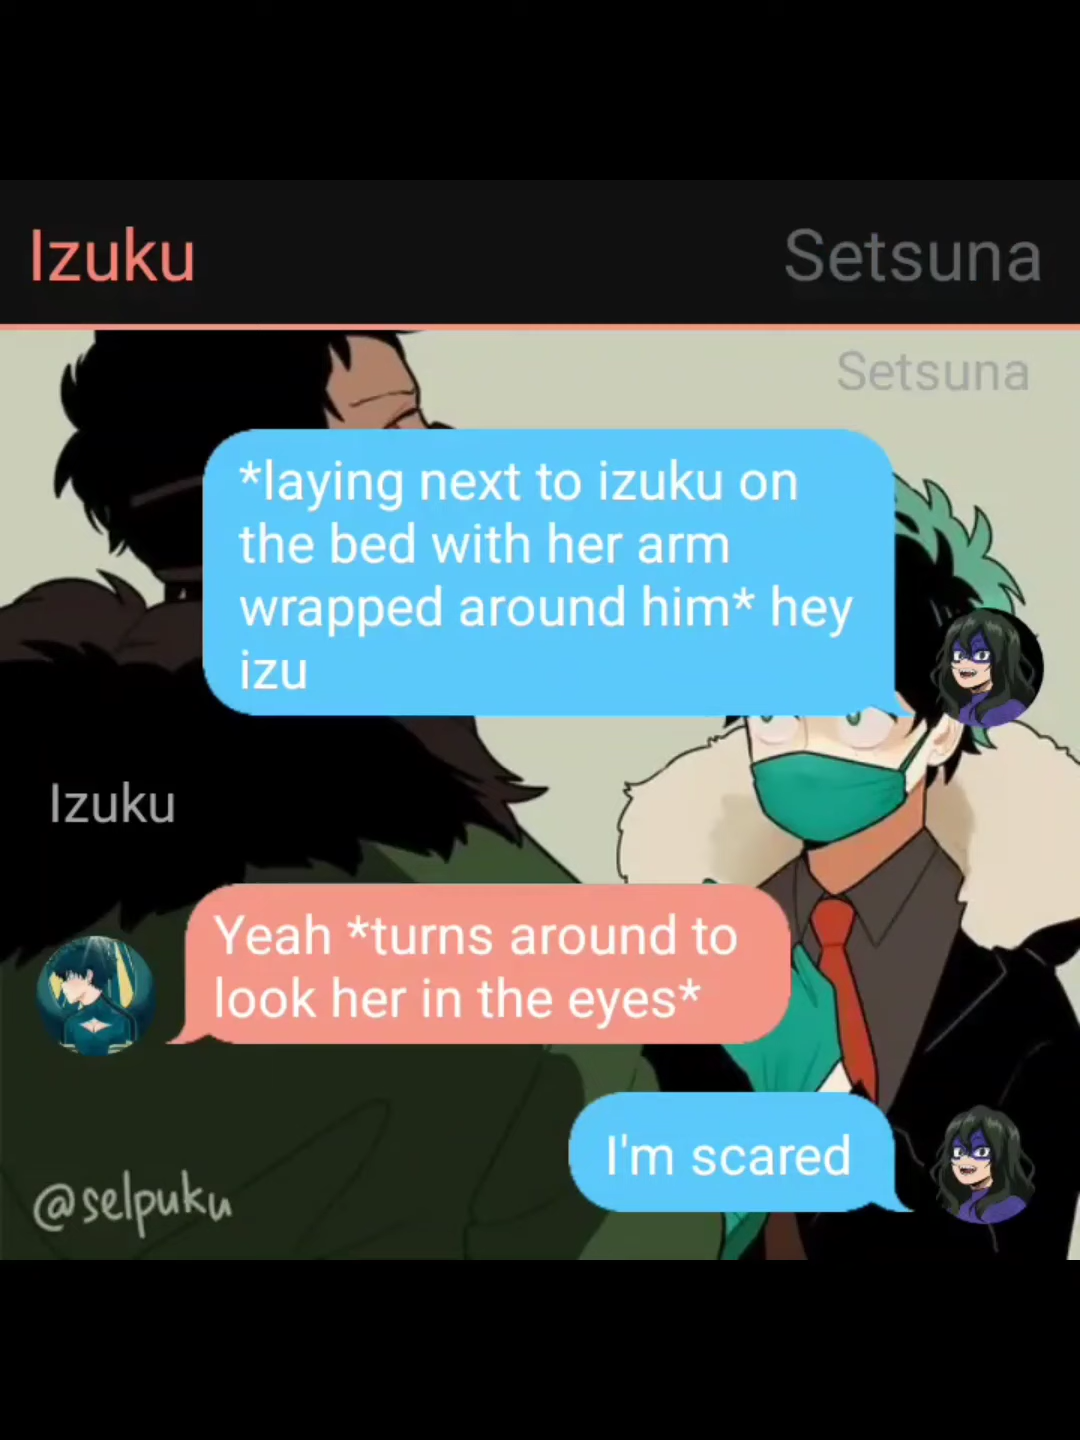 Izuku
Setsuna
Setsuna
*laying next to izuku on
the bed with her arm
wrapped around him* hey
izu
Izuku
Yeah *turns around to
look her in the eyes*
I'm scared
@selpuku